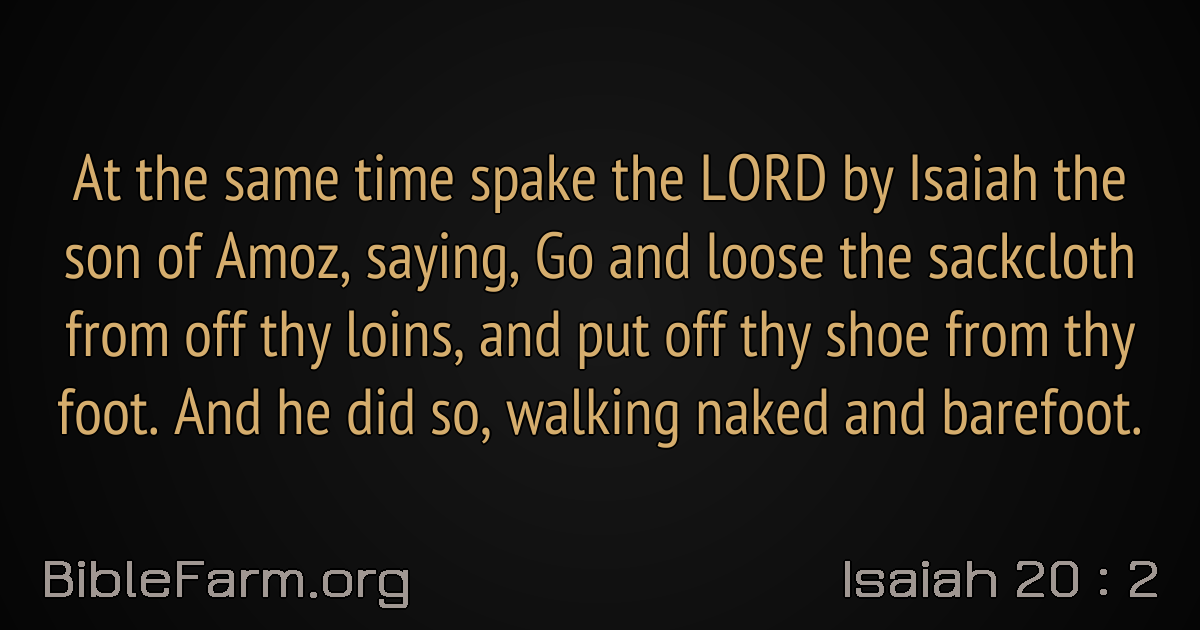 At the same time spake the LORD by Isaiah the
son of Amoz, saying, Go and loose the sackcloth
from off thy loins, and put off thy shoe from thy
foot. And he did so, walking naked and barefoot.
BibleFarm.org
Isaiah 20 : 2